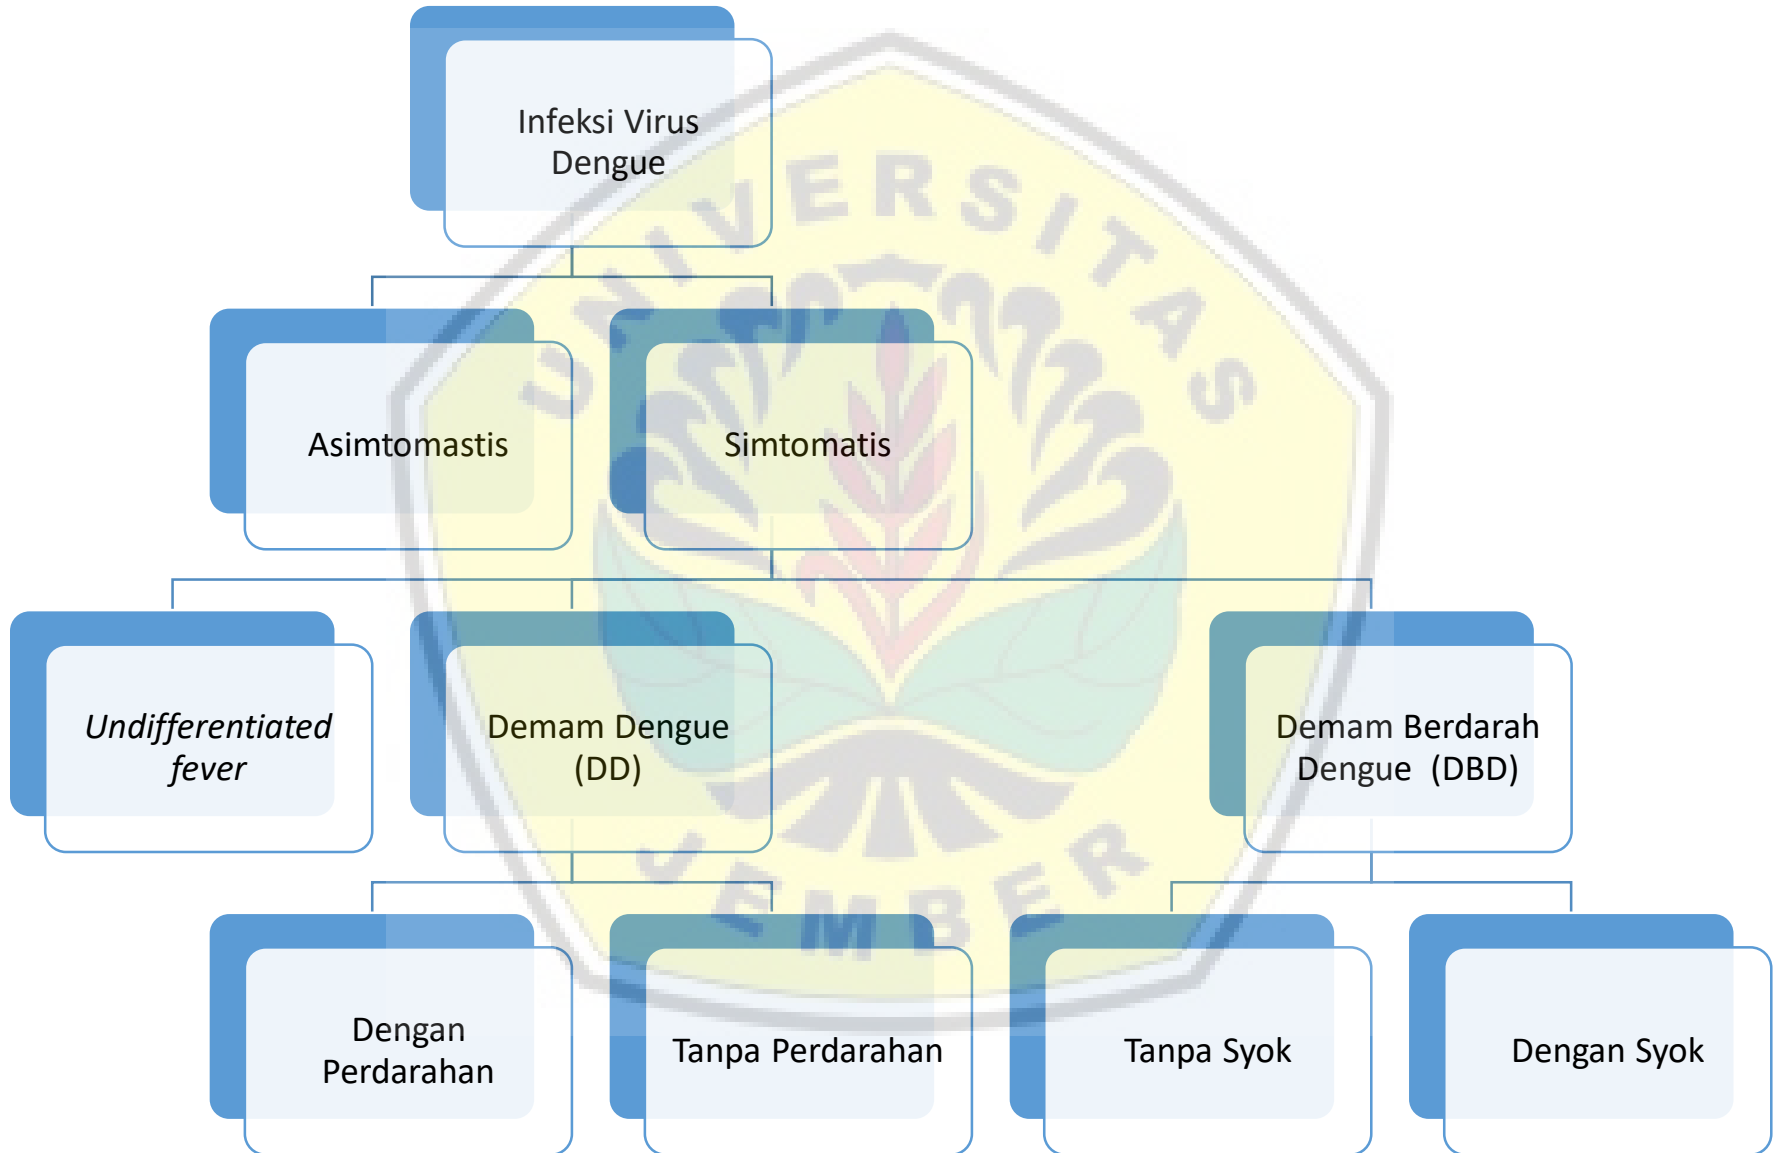 Infeksi Virus
Dengue
Asimtomastis
Simtomatis
Undifferentiated
fever
Demam Dengue
(DD)
Demam Berdarah
Dengue (DBD)
Dengan
Perdarahan
Tanpa Perdarahan
Tanpa Syok
Dengan Syok
UNIVERSITAS
JEMBER